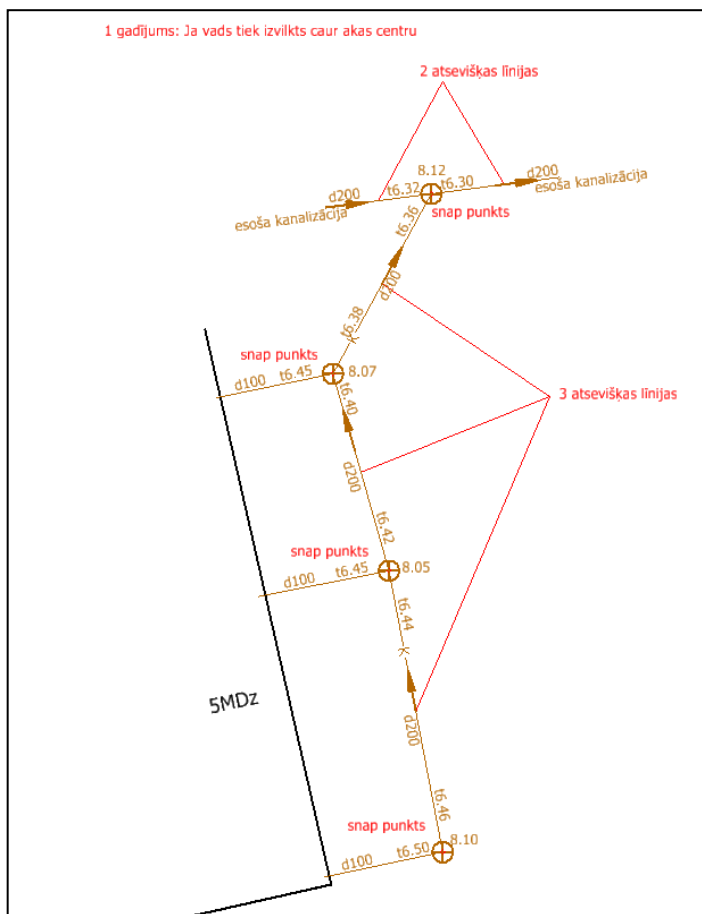 1 gadījums: Ja vads tiek izvilkts caur akas centru
2 atsevišķas līnijas
8.12
d200
t6.32
t6.30
d200
esoša kanalizācija
esoša kanalizācija
snap punkts
t6.36
d200
t6.38
K
snap punkts
8.07
d100
t6.45
t6.40
3 atsevišķas līnijas
d200
t6.42
snap punkts
8.05
d100
t6.45
t6.44
K
5MDz
d200
t6.46
snap punkts
8.10
d100
t6.50